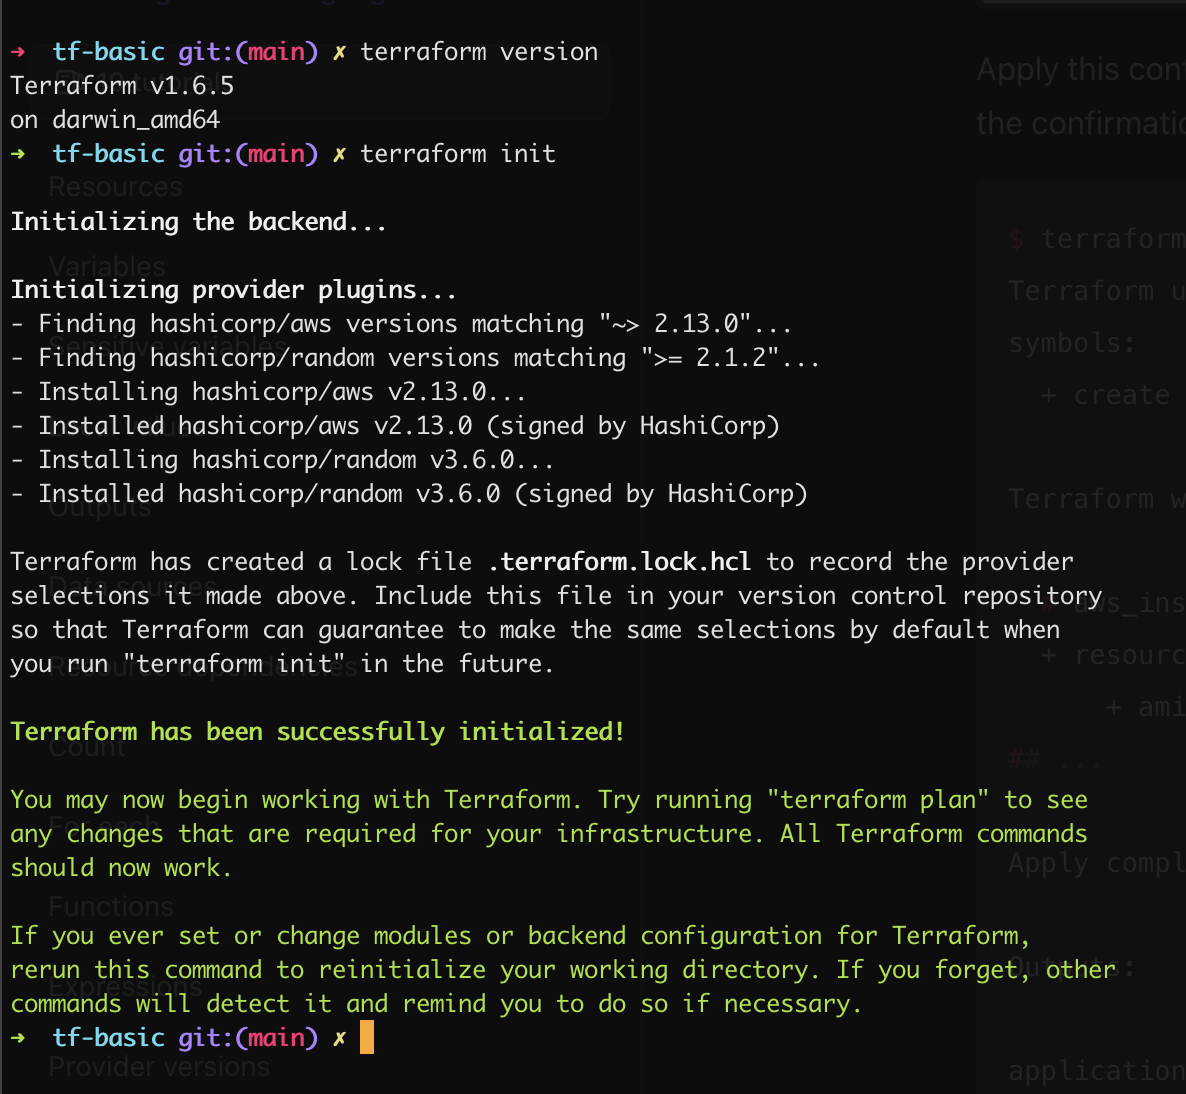 ➜  tf-basic git:(main) ✗ terraform version
Terraform v1.6.5
on darwin_amd64
➜  tf-basic git:(main) ✗ terraform init
Resources
Initializing the backend...
Variables
Initializing provider plugins...
- Finding hashicorp/aws versions matching "~> 2.13.0"...
- Finding hashicorp/random versions matching ">= 2.1.2"...
Sensitive variables
- Installing hashicorp/aws v2.13.0...
- Installed hashicorp/aws v2.13.0 (signed by HashiCorp)
- Installing hashicorp/random v3.6.0...
- Installed hashicorp/random v3.6.0 (signed by HashiCorp)
Outputs
Terraform has created a lock file .terraform.lock.hcl to record the provider
Data sources
selections it made above. Include this file in your version control repository
so that Terraform can guarantee to make the same selections by default when
you run "terraform init" in the future.
Resource dependencies
Terraform has been successfully initialized!
Count
You may now begin working with Terraform. Try running "terraform plan" to see
For each
any changes that are required for your infrastructure. All Terraform commands
should now work.
Functions
If you ever set or change modules or backend configuration for Terraform,
rerun this command to reinitialize your working directory. If you forget, other
Expressions
commands will detect it and remind you to do so if necessary.
➜  tf-basic git:(main) ✗
Provider versions
Apply this
the
$ terraform
Terraform
symbols:
+ create
Terraform
+
+ ami
## ...
Apply
Outputs:
application